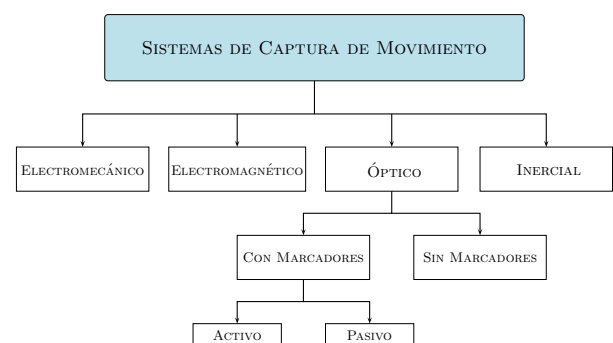 Sistemas de Captura de Movimiento
Electromecánico
Electromagnético
Óptico
Inercial
Con Marcadores
Sin Marcadores
Activo
Pasivo